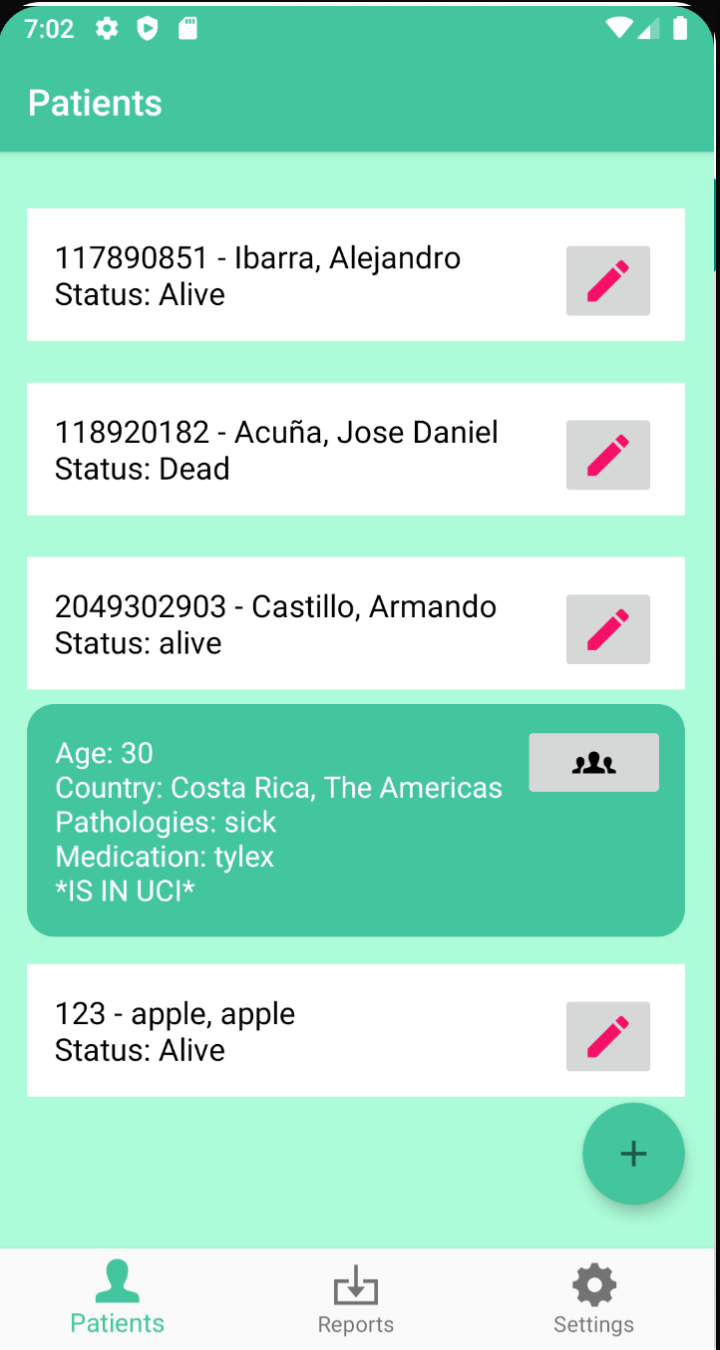 7:02
Patients
117890851 - Ibarra, Alejandro
Status: Alive
118920182 - Acuña, Jose Daniel
Status: Dead
2049302903 - Castillo, Armando
Status: alive
Age: 30
Country: Costa Rica, The Americas
Pathologies: sick
Medication: tylex
*IS IN UCI*
123 - apple, apple
Status: Alive
Patients
Reports
Settings